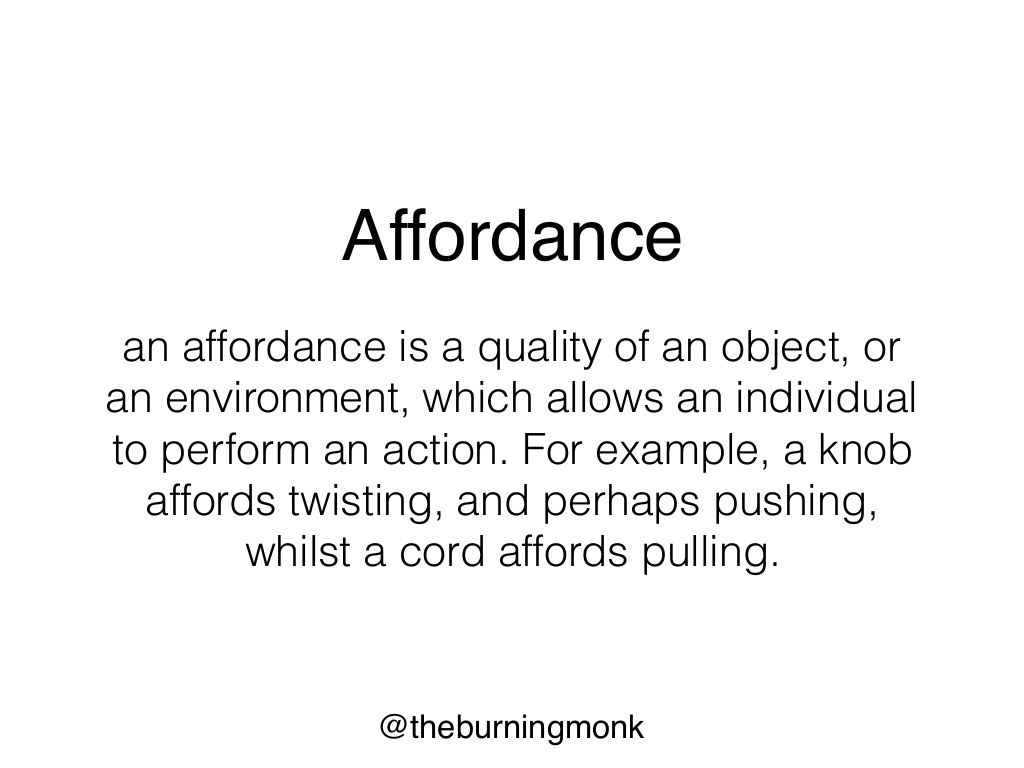 Affordance
an affordance is a quality of an object, or
an environment, which allows an individual
to perform an action. For example, a knob
affords twisting, and perhaps pushing,
whilst a cord affords pulling.
@theburningmonk